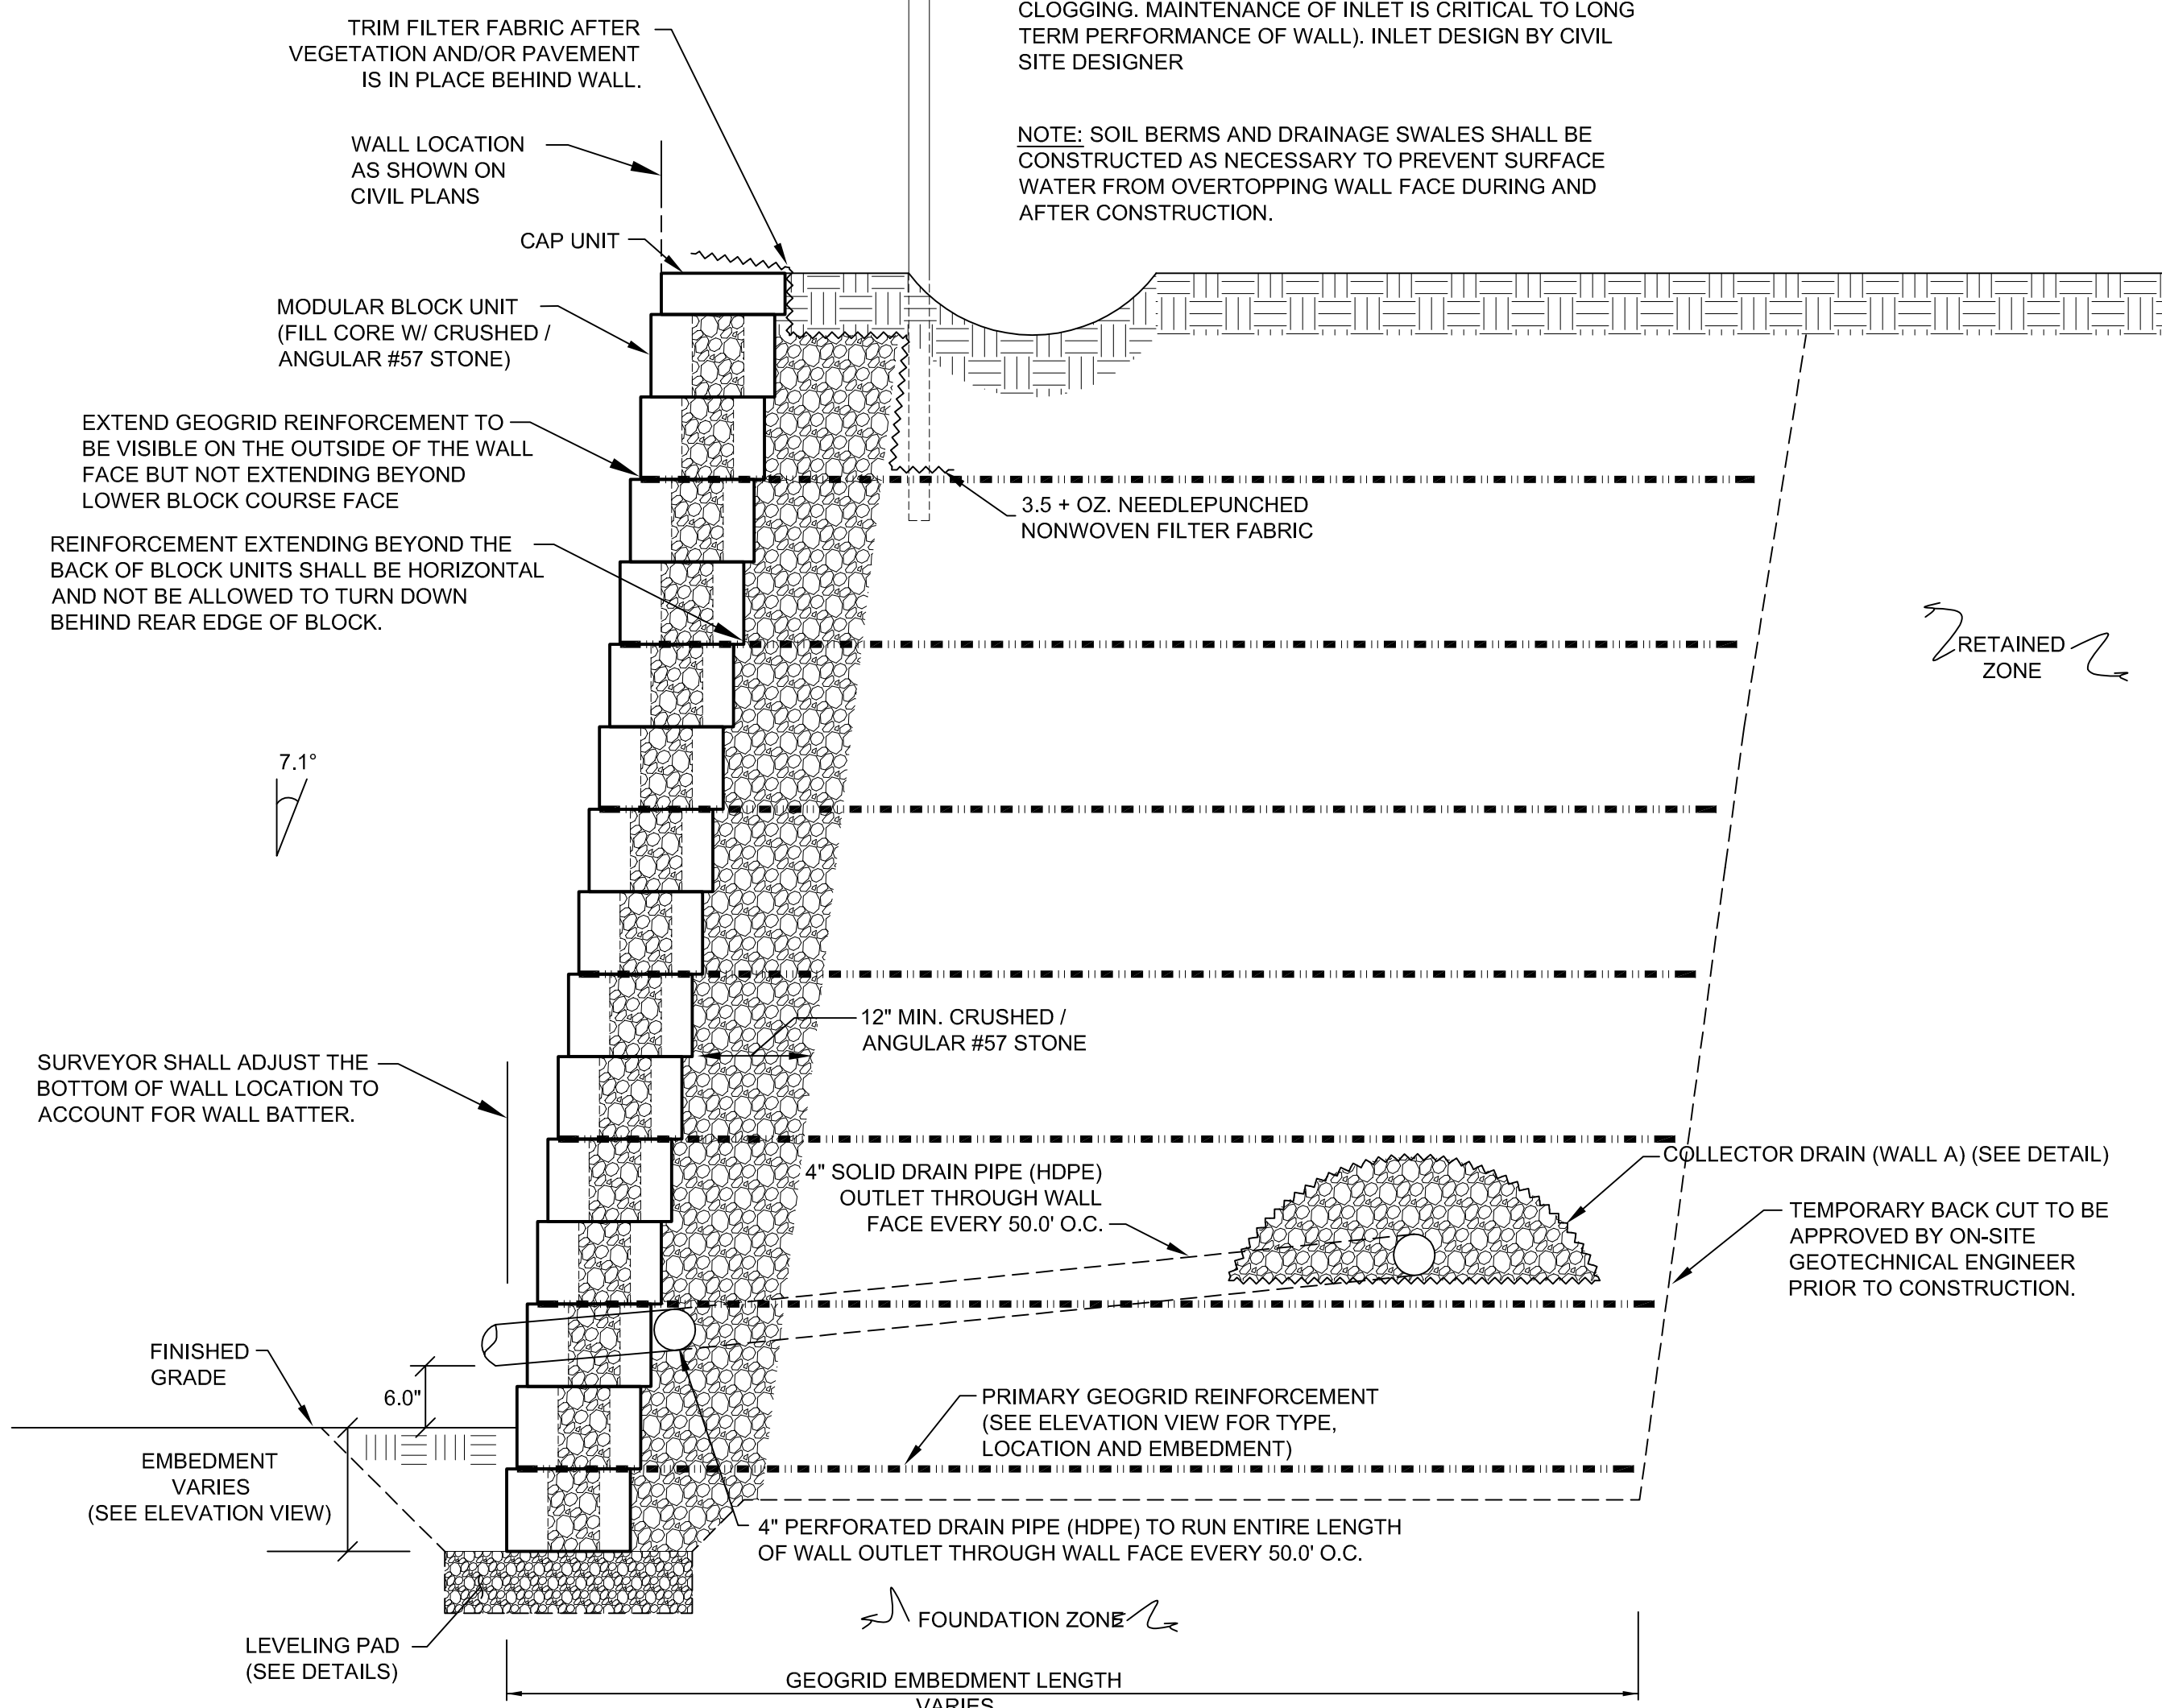 TRIM FILTER FABRIC AFTER
VEGETATION AND/OR PAVEMENT
IS IN PLACE BEHIND WALL.
CLOGGING. MAINTENANCE OF INLET IS CRITICAL TO LONG
TERM PERFORMANCE OF WALL). INLET DESIGN BY CIVIL
SITE DESIGNER
WALL LOCATION
AS SHOWN ON
CIVIL PLANS
NOTE: SOIL BERMS AND DRAINAGE SWALES SHALL BE
CONSTRUCTED AS NECESSARY TO PREVENT SURFACE
WATER FROM OVERTOPPING WALL FACE DURING AND
AFTER CONSTRUCTION.
CAP UNIT
MODULAR BLOCK UNIT
(FILL CORE W/ CRUSHED /
ANGULAR #57 STONE)
EXTEND GEOGRID REINFORCEMENT TO
BE VISIBLE ON THE OUTSIDE OF THE WALL
FACE BUT NOT EXTENDING BEYOND
LOWER BLOCK COURSE FACE
3.5 + OZ. NEEDLEPUNCHED
NONWOVEN FILTER FABRIC
REINFORCEMENT EXTENDING BEYOND THE
BACK OF BLOCK UNITS SHALL BE HORIZONTAL
AND NOT BE ALLOWED TO TURN DOWN
BEHIND REAR EDGE OF BLOCK.
RETAINED
ZONE
7.1°
12" MIN. CRUSHED /
ANGULAR #57 STONE
SURVEYOR SHALL ADJUST THE
BOTTOM OF WALL LOCATION TO
ACCOUNT FOR WALL BATTER.
4" SOLID DRAIN PIPE (HDPE)
OUTLET THROUGH WALL
FACE EVERY 50.0' O.C.
COLLECTOR DRAIN (WALL A) (SEE DETAIL)
TEMPORARY BACK CUT TO BE
APPROVED BY ON-SITE
GEOTECHNICAL ENGINEER
PRIOR TO CONSTRUCTION.
FINISHED
GRADE
6.0"
PRIMARY GEOGRID REINFORCEMENT
(SEE ELEVATION VIEW FOR TYPE,
LOCATION AND EMBEDMENT)
EMBEDMENT
VARIES
(SEE ELEVATION VIEW)
4" PERFORATED DRAIN PIPE (HDPE) TO RUN ENTIRE LENGTH
OF WALL OUTLET THROUGH WALL FACE EVERY 50.0' O.C.
FOUNDATION ZONE
LEVELING PAD
(SEE DETAILS)
GEOGRID EMBEDMENT LENGTH
VARIES